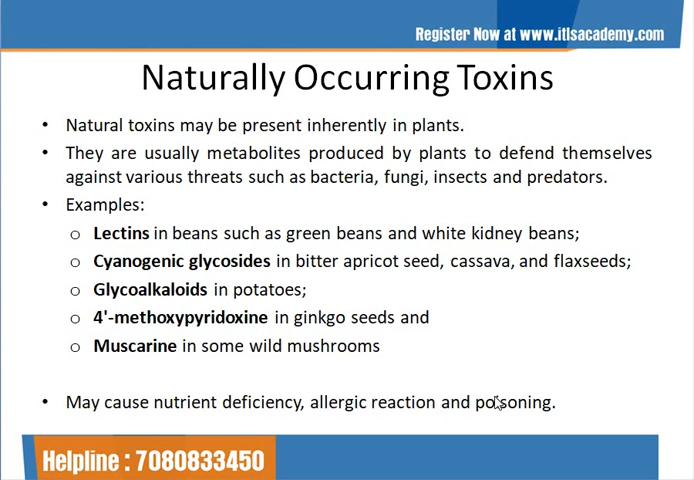 Register Now at www.itlsacademy.com
Naturally Occurring Toxins
• Natural toxins may be present inherently in plants.
• They are usually metabolites produced by plants to defend themselves
against various threats such as bacteria, fungi, insects and predators.
• Examples:
o Lectins in beans such as green beans and white kidney beans;
o Cyanogenic glycosides in bitter apricot seed, cassava, and flaxseeds;
o Glycoalkaloids in potatoes;
o 4'-methoxypyridoxine in ginkgo seeds and
o Muscarine in some wild mushrooms
• May cause nutrient deficiency, allergic reaction and poisoning.
Helpline : 7080833450